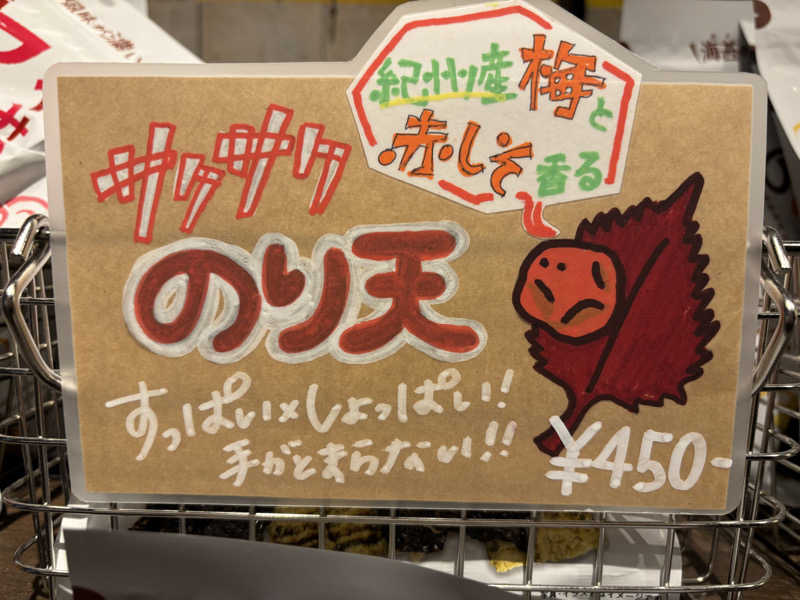 紀州産梅と
赤しそ香る
サクサク
のり天
すっぱい×しょっぱい!
手がとまらない!!
¥450-